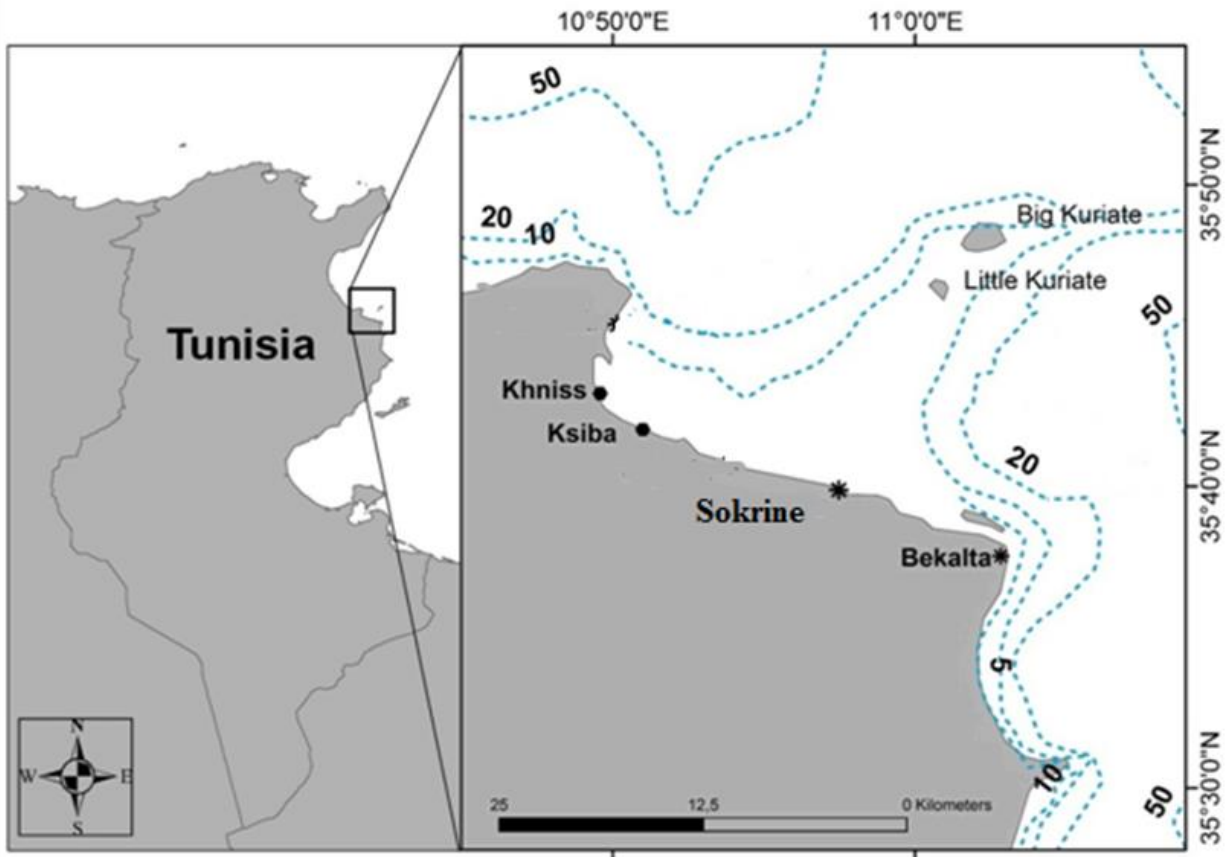 10°50'0"E 11°0'0"E
50
35°50'0"N
20
10
Big Kuriate
Little Kuriate
50
Tunisia
Khniss
Ksiba
20
35°40'0"N
Sokrine
Bekalta
5
N
W E
S
10
25 12,5 0 Kilometers
50
35°30'0"N